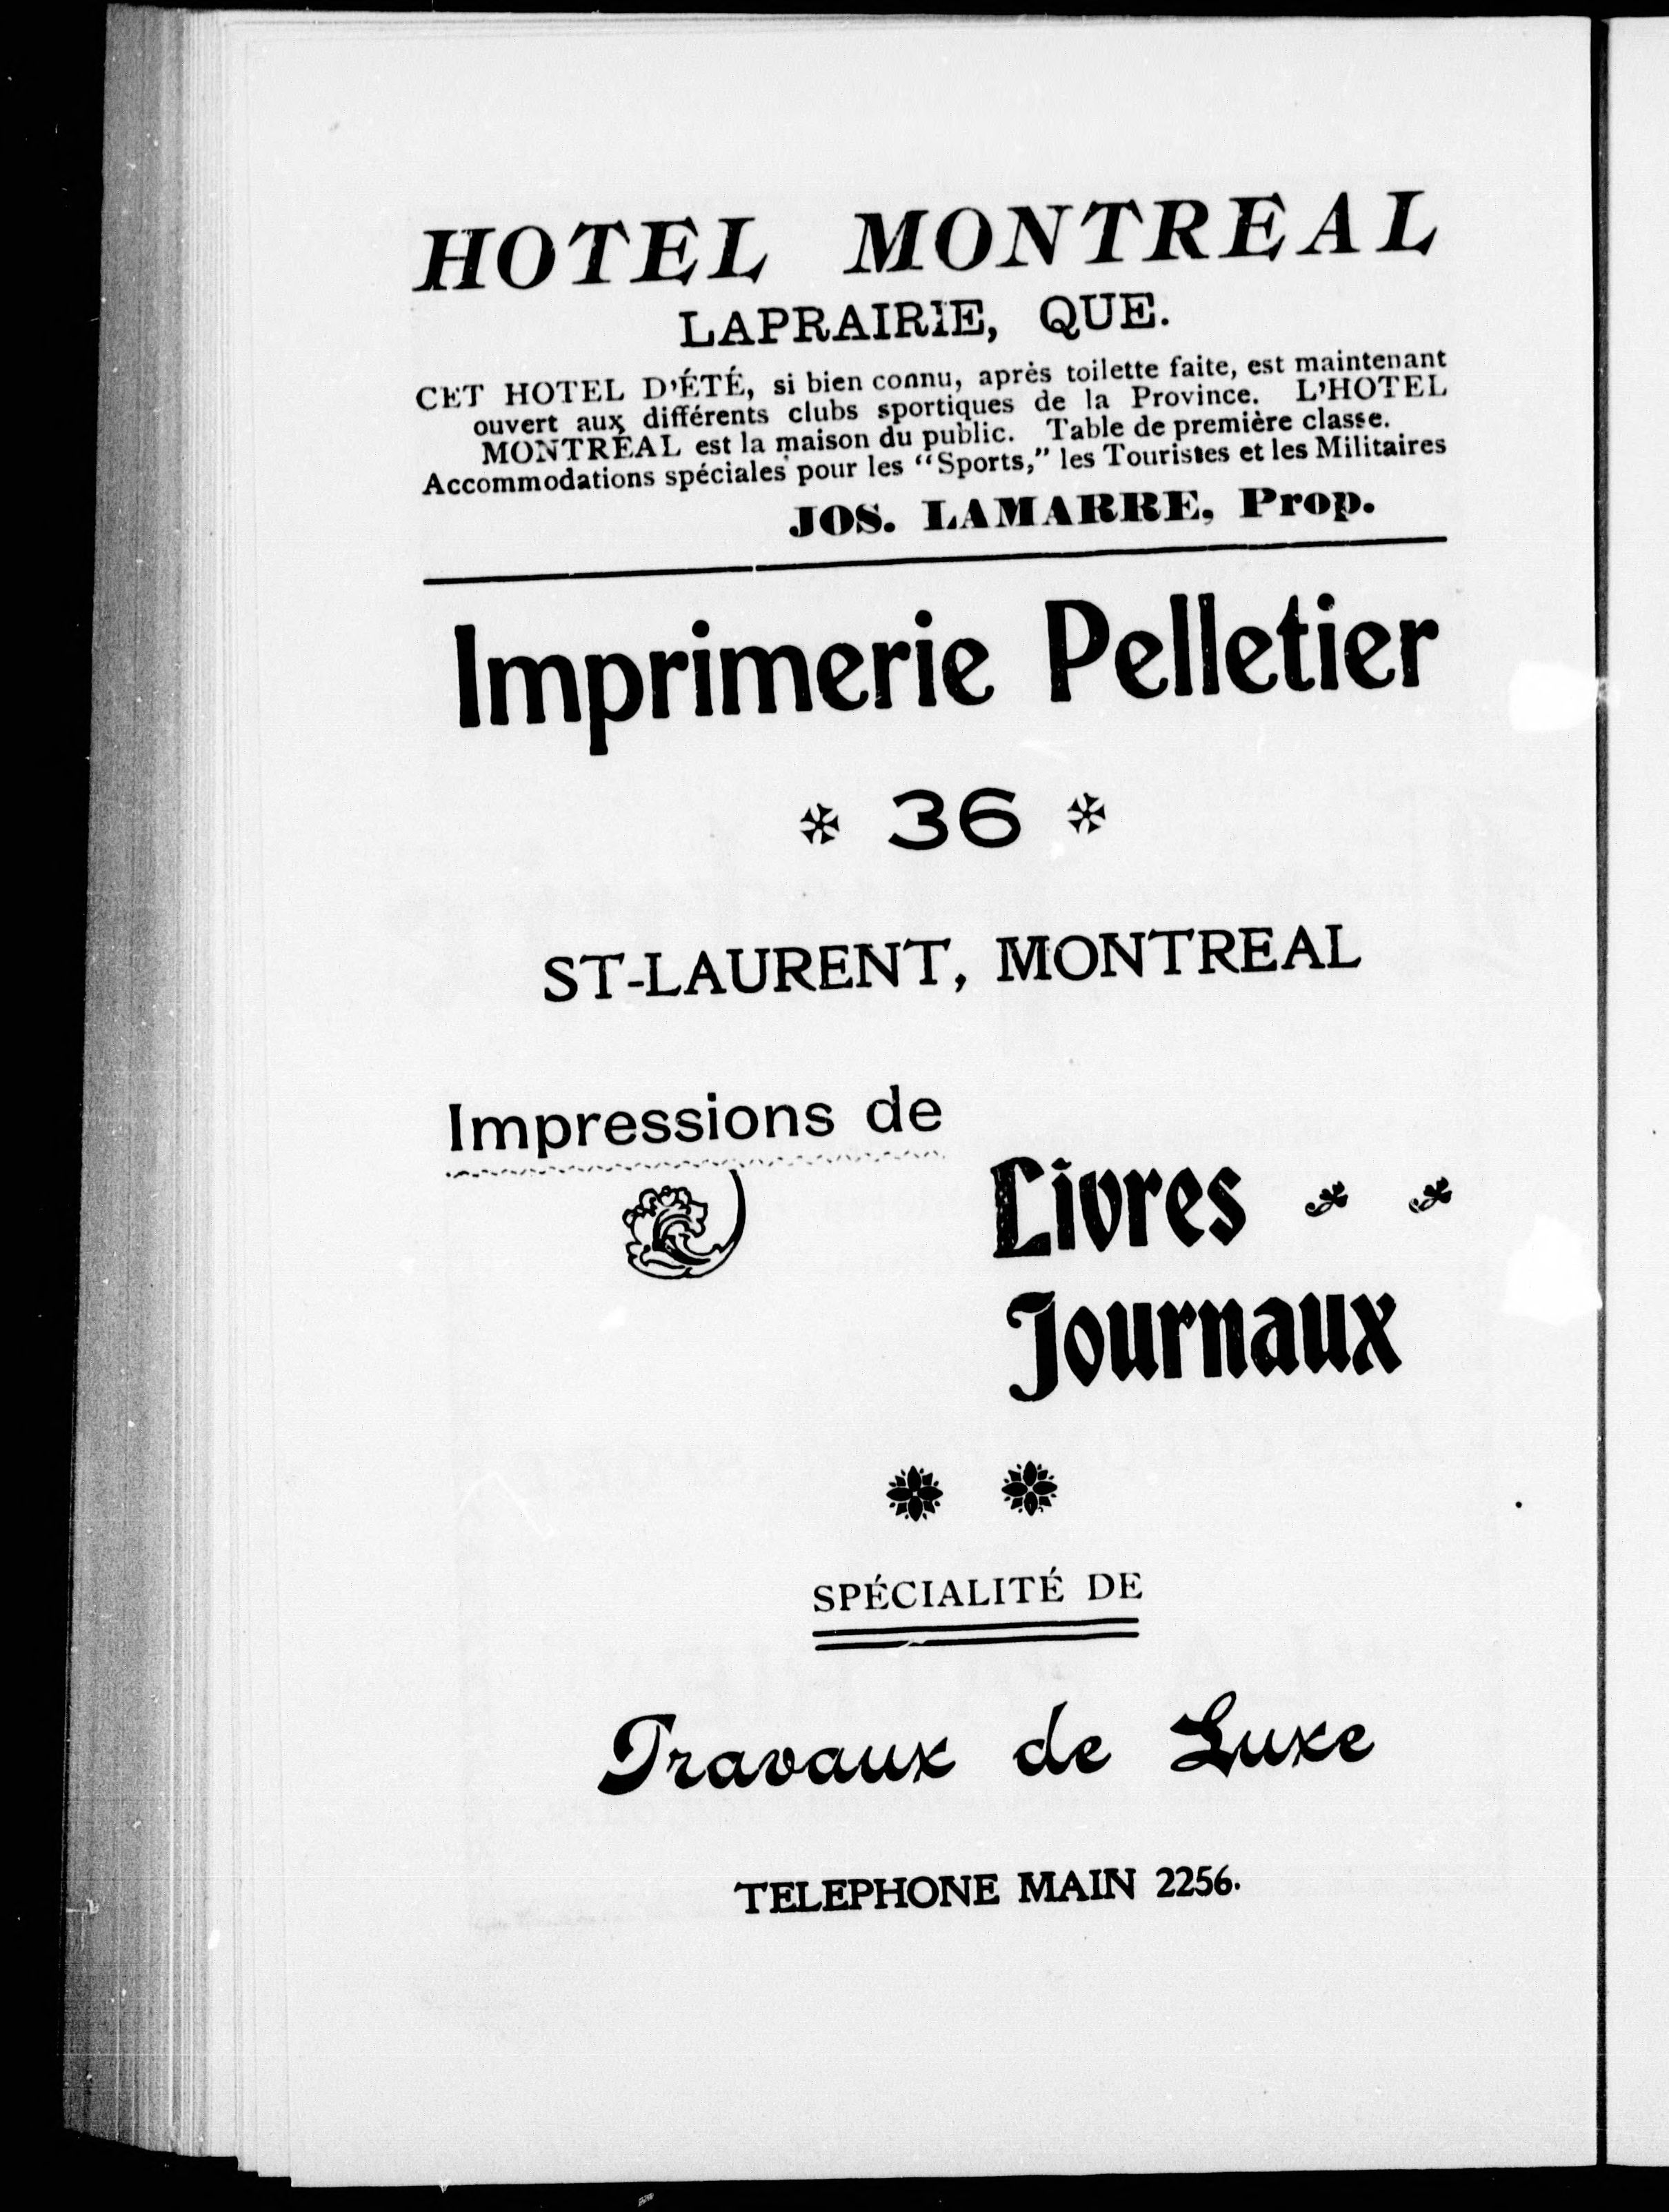 HOTEL MONTREAL
LAPRAIRIE, QUE.
CET HOTEL D'ÉTÉ, si bien connu, après toilette faite, est maintenant
ouvert aux différents clubs sportiques de la Province. L'HOTEL
MONTRÉAL est la maison du public. Table de première classe.
Accommodations spéciales pour les "Sports," les Touristes et les Militaires
JOS. LAMARRE, Prop.
Imprimerie Pelletier
36
ST-LAURENT, MONTREAL
Impressions de
Livres
Journaux
SPÉCIALITÉ DE
Travaux de Luxe
TELEPHONE MAIN 2256.